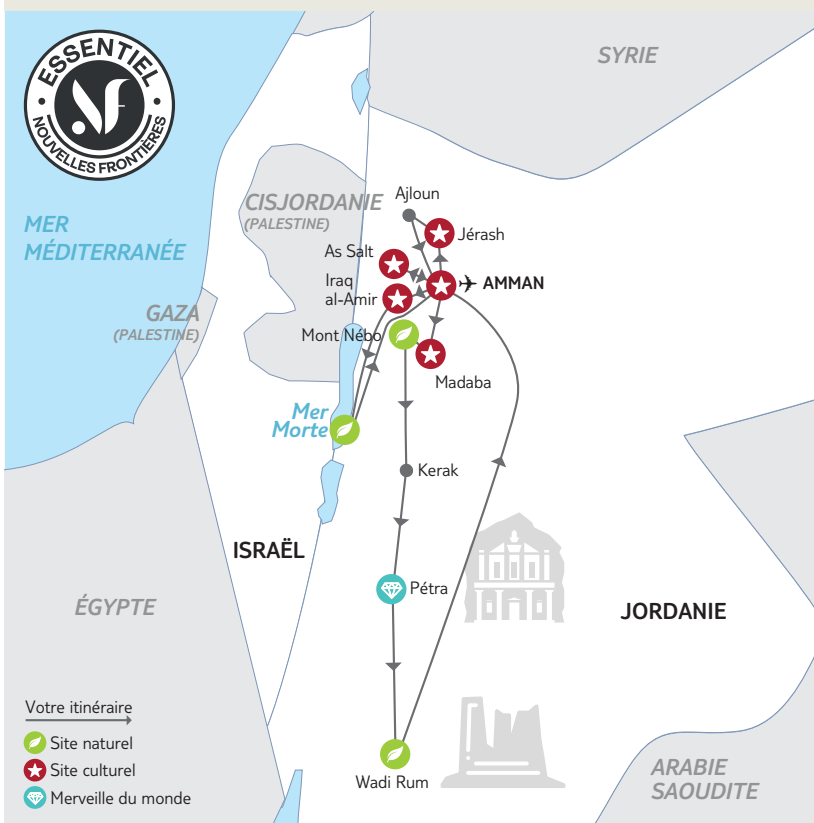 ESSENTIEL
NF
NOUVELLES FRONTIÈRES
SYRIE
CISJORDANIE
(PALESTINE)
MER
MÉDITERRANÉE
Ajloun
Jérash
As Salt
Iraq
al-Amir
AMMAN
GAZA
(PALESTINE)
Mont Nébo
Madaba
Mer
Morte
Kerak
ISRAËL
Pétra
ÉGYPTE
JORDANIE
Votre itinéraire
Site naturel
Site culturel
Merveille du monde
Wadi Rum
ARABIE
SAOUDITE